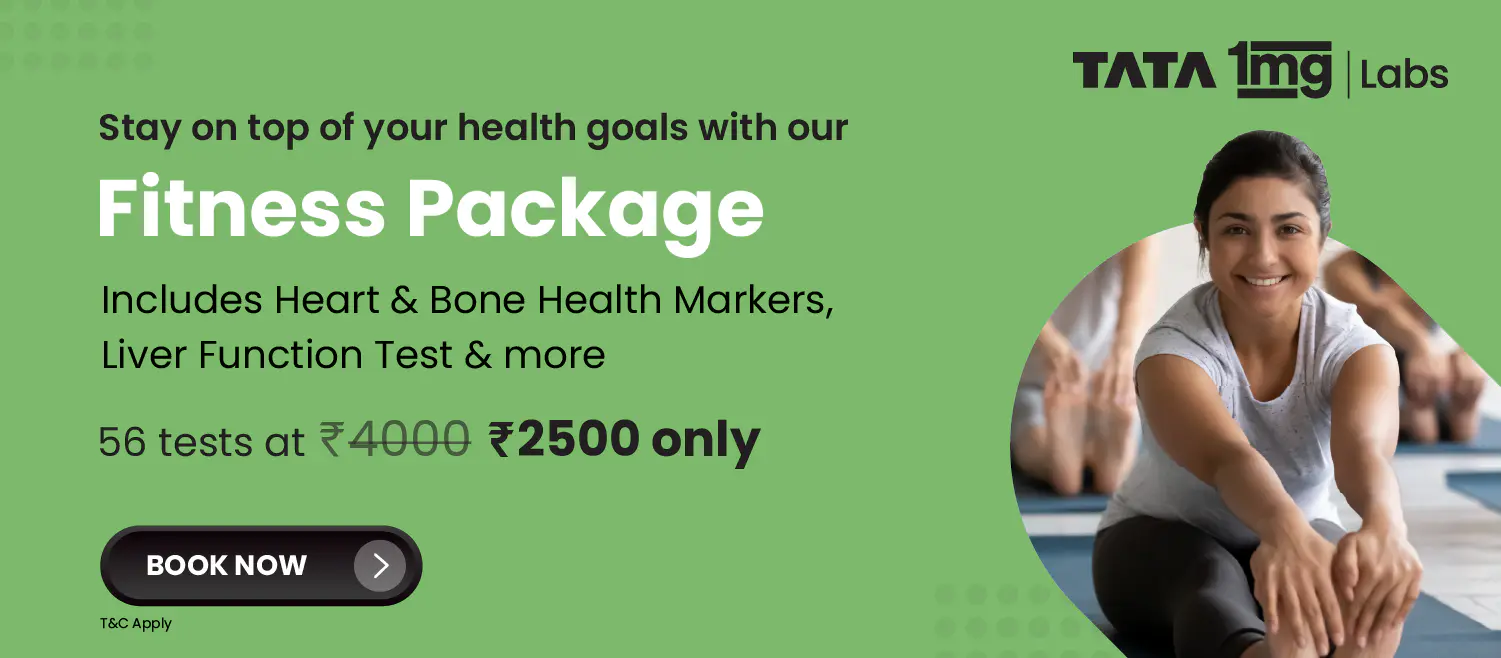 TATA 1mg | Labs
Stay on top of your health goals with our
Fitness Package
Includes Heart & Bone Health Markers,
Liver Function Test & more
56 tests at ₹4000 ₹2500 only
BOOK NOW
T&C Apply